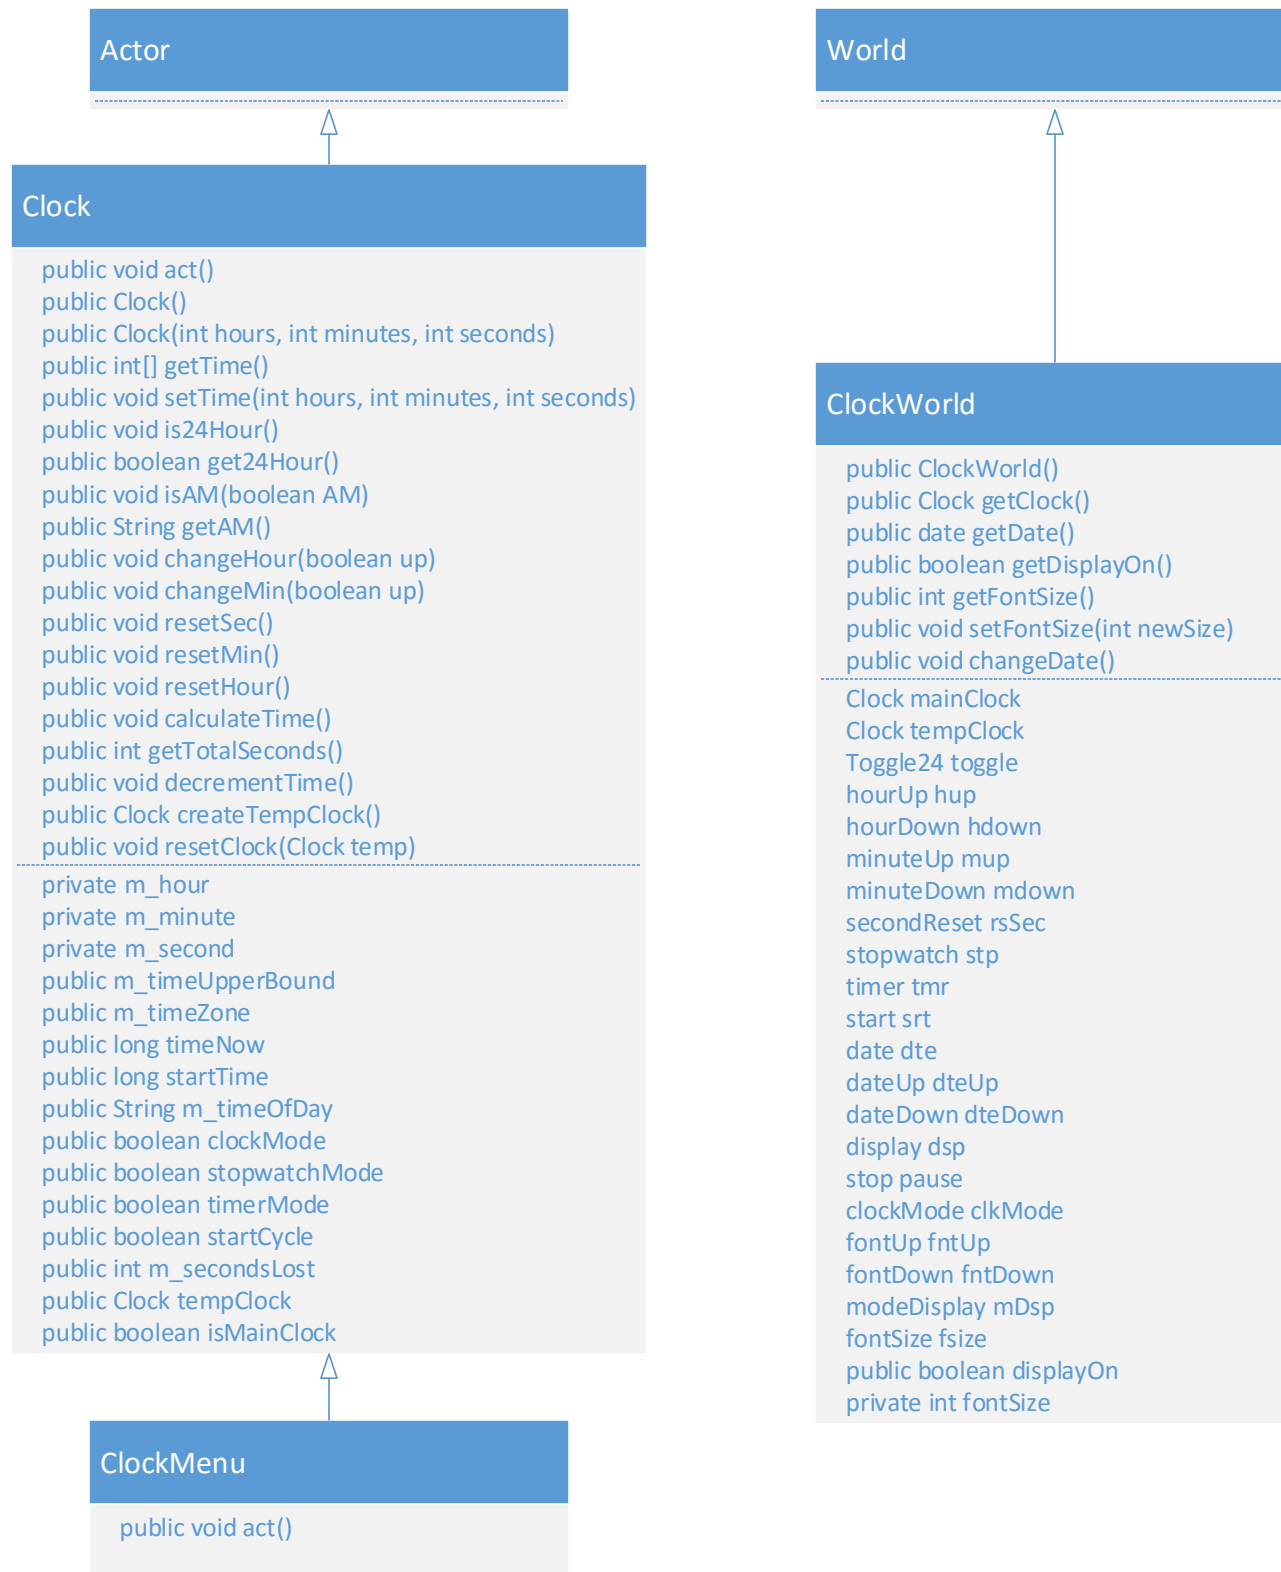 Actor
Clock
public void act()
public Clock()
public Clock(int hours, int minutes, int seconds)
public int[] getTime()
public void setTime(int hours, int minutes, int seconds)
public void is24Hour()
public boolean get24Hour()
public void isAM(boolean AM)
public String getAM()
public void changeHour(boolean up)
public void changeMin(boolean up)
public void resetSec()
public void resetMin()
public void resetHour()
public void calculateTime()
public int getTotalSeconds()
public void decrementTime()
public Clock createTempClock()
public void resetClock(Clock temp)
private m_hour
private m_minute
private m_second
public m_timeUpperBound
public m_timeZone
public long timeNow
public long startTime
public String m_timeOfDay
public boolean clockMode
public boolean stopwatchMode
public boolean timerMode
public boolean startCycle
public int m_secondsLost
public Clock tempClock
public boolean isMainClock
ClockMenu
public void act()
World
ClockWorld
public ClockWorld()
public Clock getClock()
public date getDate()
public boolean getDisplayOn()
public int getFontSize()
public void setFontSize(int newSize)
public void changeDate()
Clock mainClock
Clock tempClock
Toggle24 toggle
hourUp hup
hourDown hdown
minuteUp mup
minuteDown mdown
secondReset rsSec
stopwatch stp
timer tmr
start srt
date dte
dateUp dteUp
dateDown dteDown
display dsp
stop pause
clockMode clkMode
fontUp fntUp
fontDown fntDown
modeDisplay mDsp
fontSize fsize
public boolean displayOn
private int fontSize